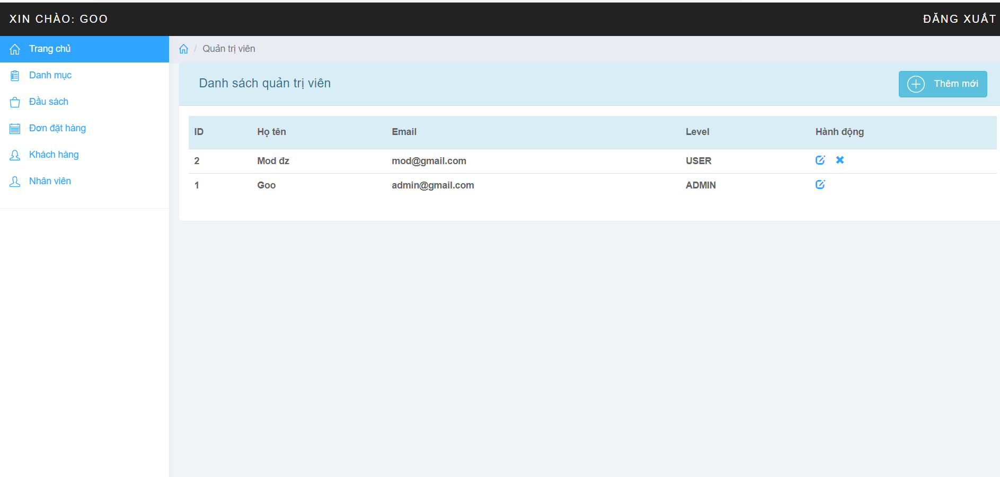 XIN CHÀO: GOO
ĐĂNG XUẤT
Trang chủ
Danh mục
Đầu sách
Đơn đặt hàng
Khách hàng
Nhân viên
/ Quản trị viên
Danh sách quản trị viên
Thêm mới
ID Họ tên Email Level Hành động
2 Mod đz mod@gmail.com USER
1 Goo admin@gmail.com ADMIN